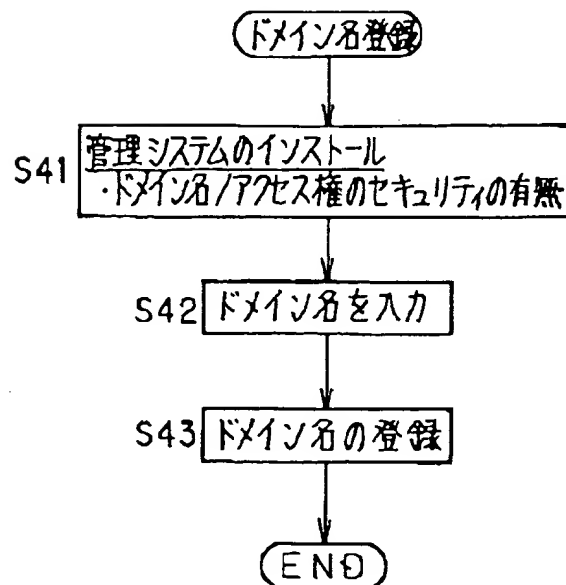 ドメイン名登録
S41
管理システムのインストール
・ドメイン名/アクセス権のセキュリティの有無
S42
ドメイン名を入力
S43
ドメイン名の登録
END